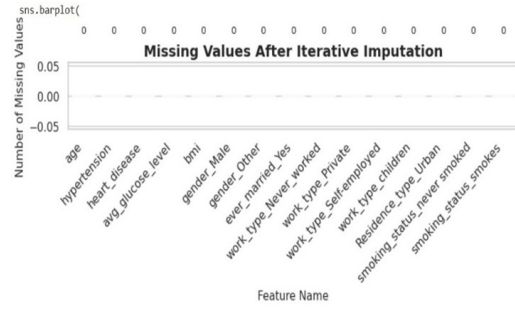 sns.barplot(
0 0 0 0 0 0 0 0 0 0 0 0 0 0 0
Missing Values After Iterative Imputation
Number of Missing Values
0.05
0.00
−0.05
age
hypertension
heart_disease
avg_glucose_level
bmi
gender_Male
gender_Other
ever_married_Yes
work_type_Never_worked
work_type_Private
work_type_Self-employed
work_type_children
Residence_type_Urban
smoking_status_never smoked
smoking_status_smokes
Feature Name